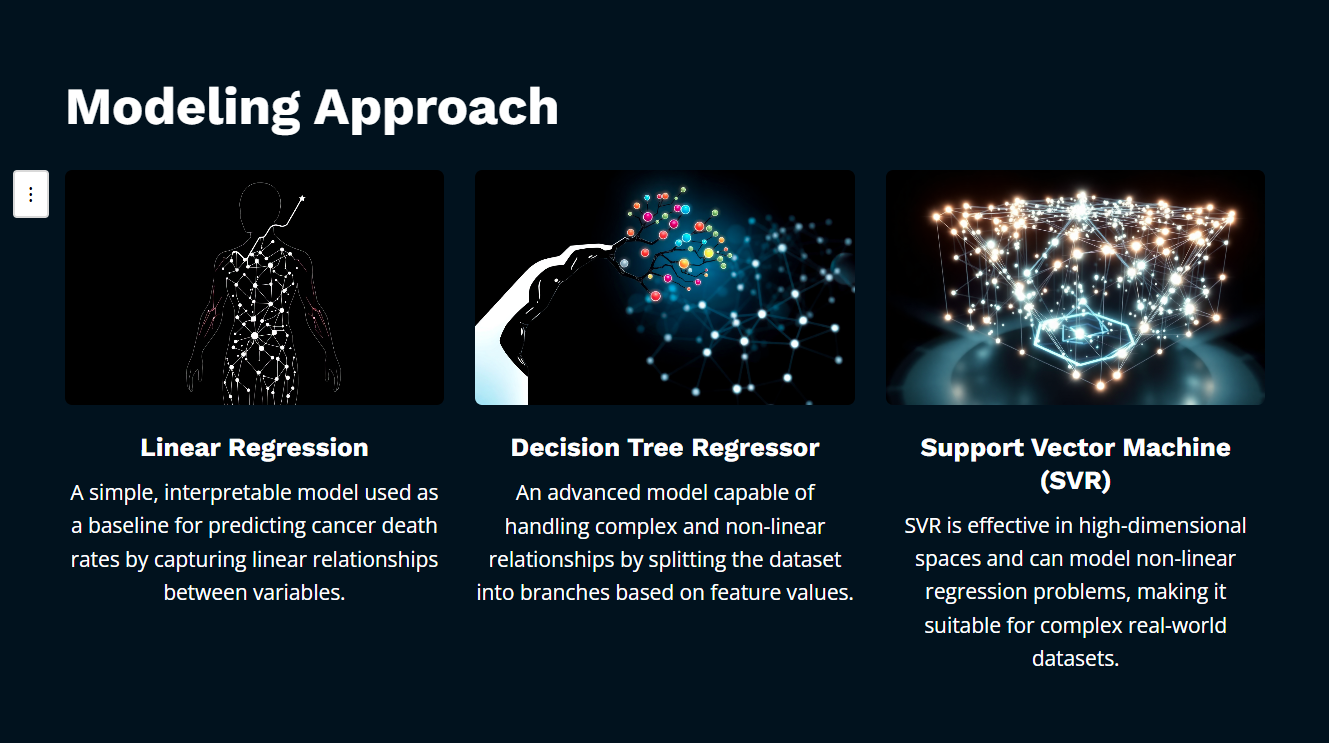 Modeling Approach
Linear Regression
A simple, interpretable model used as
a baseline for predicting cancer death
rates by capturing linear relationships
between variables.
Decision Tree Regressor
An advanced model capable of
handling complex and non-linear
relationships by splitting the dataset
into branches based on feature values.
Support Vector Machine
(SVR)
SVR is effective in high-dimensional
spaces and can model non-linear
regression problems, making it
suitable for complex real-world
datasets.